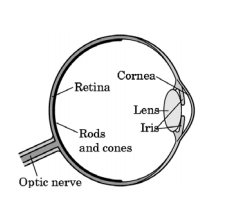 Cornea
Retina
Lens
Iris
Rods
and cones
Optic nerve